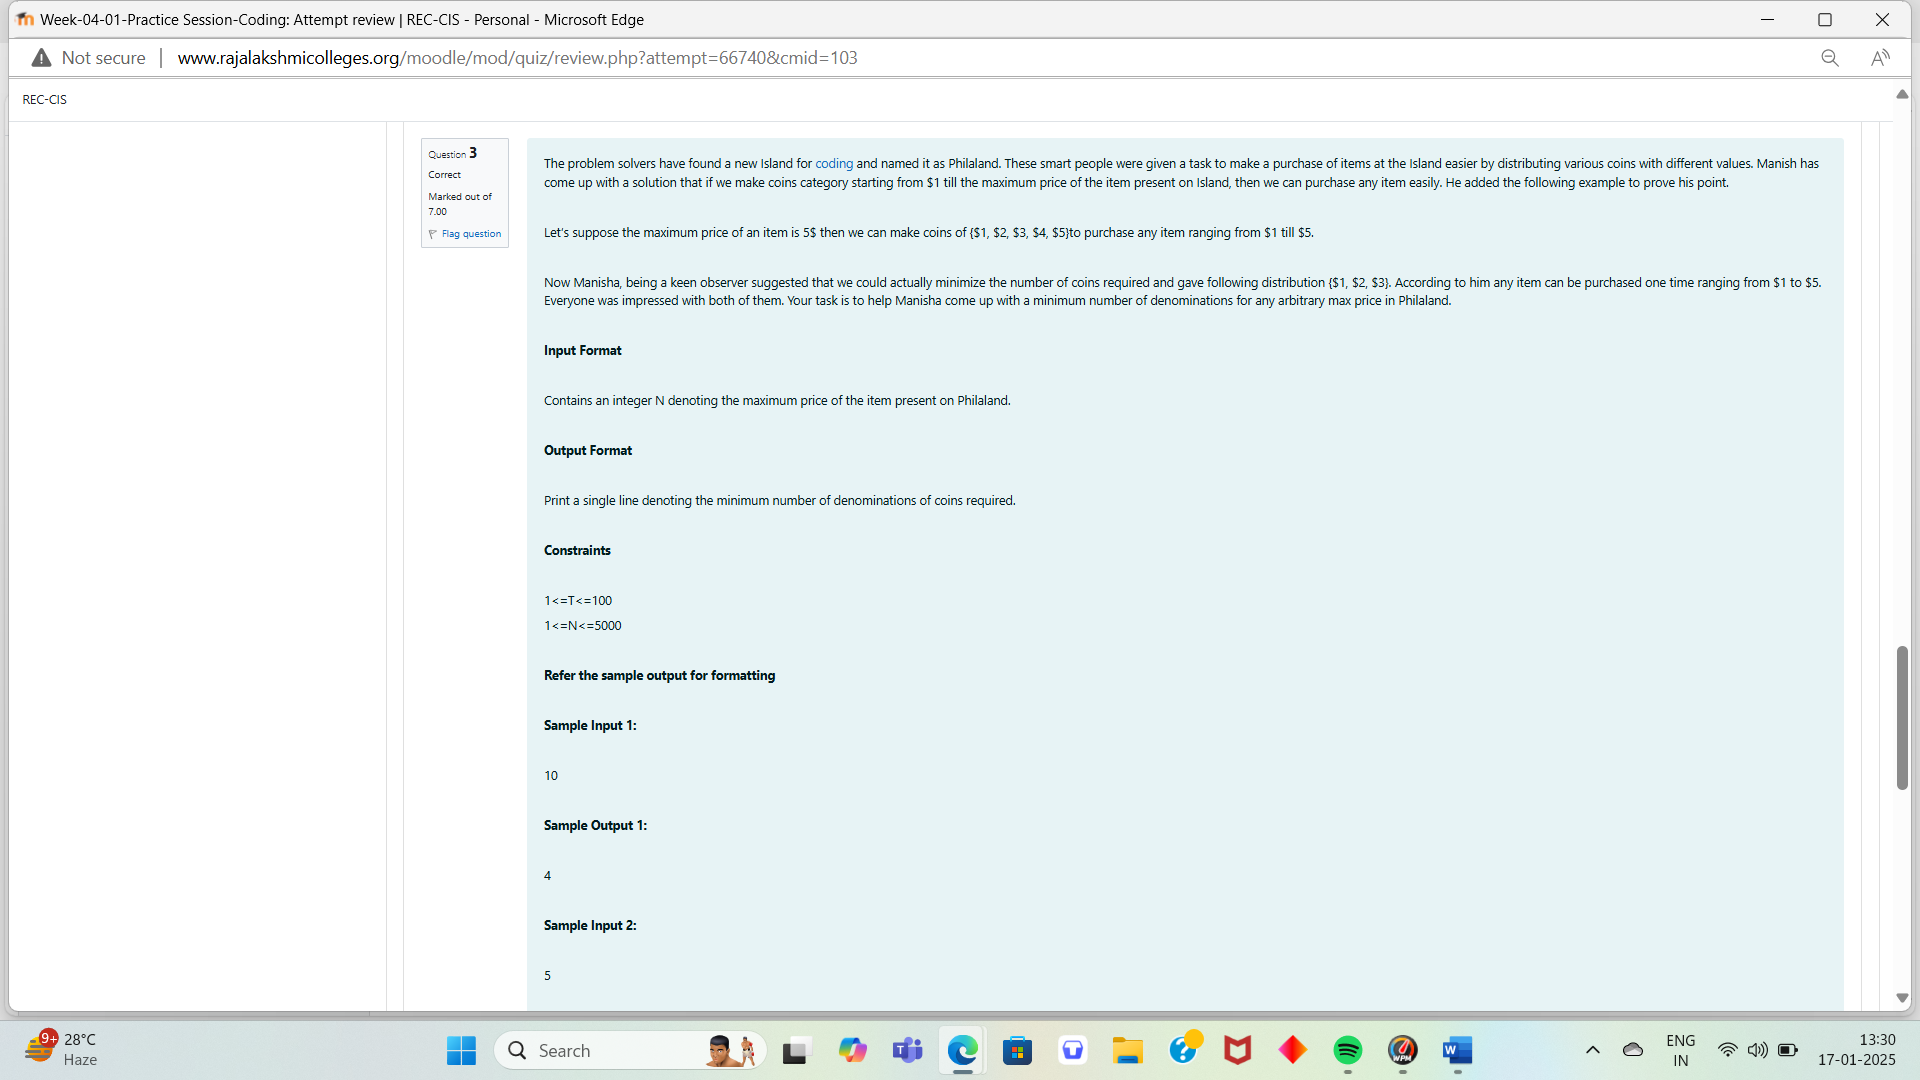 Week-04-01-Practice Session-Coding: Attempt review | REC-CIS - Personal - Microsoft Edge
Not secure | www.rajalakshmicolleges.org/moodle/mod/quiz/review.php?attempt=66740&cmid=103
REC-CIS
Question 3
Correct
Marked out of
7.00
Flag question
The problem solvers have found a new Island for coding and named it as Philaland. These smart people were given a task to make a purchase of items at the Island easier by distributing various coins with different values. Manish has
come up with a solution that if we make coins category starting from $1 till the maximum price of the item present on Island, then we can purchase any item easily. He added the following example to prove his point.
Let's suppose the maximum price of an item is 5$ then we can make coins of {$1, $2, $3, $4, $5}to purchase any item ranging from $1 till $5.
Now Manisha, being a keen observer suggested that we could actually minimize the number of coins required and gave following distribution {$1, $2, $3}. According to him any item can be purchased one time ranging from $1 to $5.
Everyone was impressed with both of them. Your task is to help Manisha come up with a minimum number of denominations for any arbitrary max price in Philaland.
Input Format
Contains an integer N denoting the maximum price of the item present on Philaland.
Output Format
Print a single line denoting the minimum number of denominations of coins required.
Constraints
1<=T<=100
1<=N<=5000
Refer the sample output for formatting
Sample Input 1:
10
Sample Output 1:
4
Sample Input 2:
5
9+
28°C
Haze
Search
WPM
ENG
IN
13:30
17-01-2025